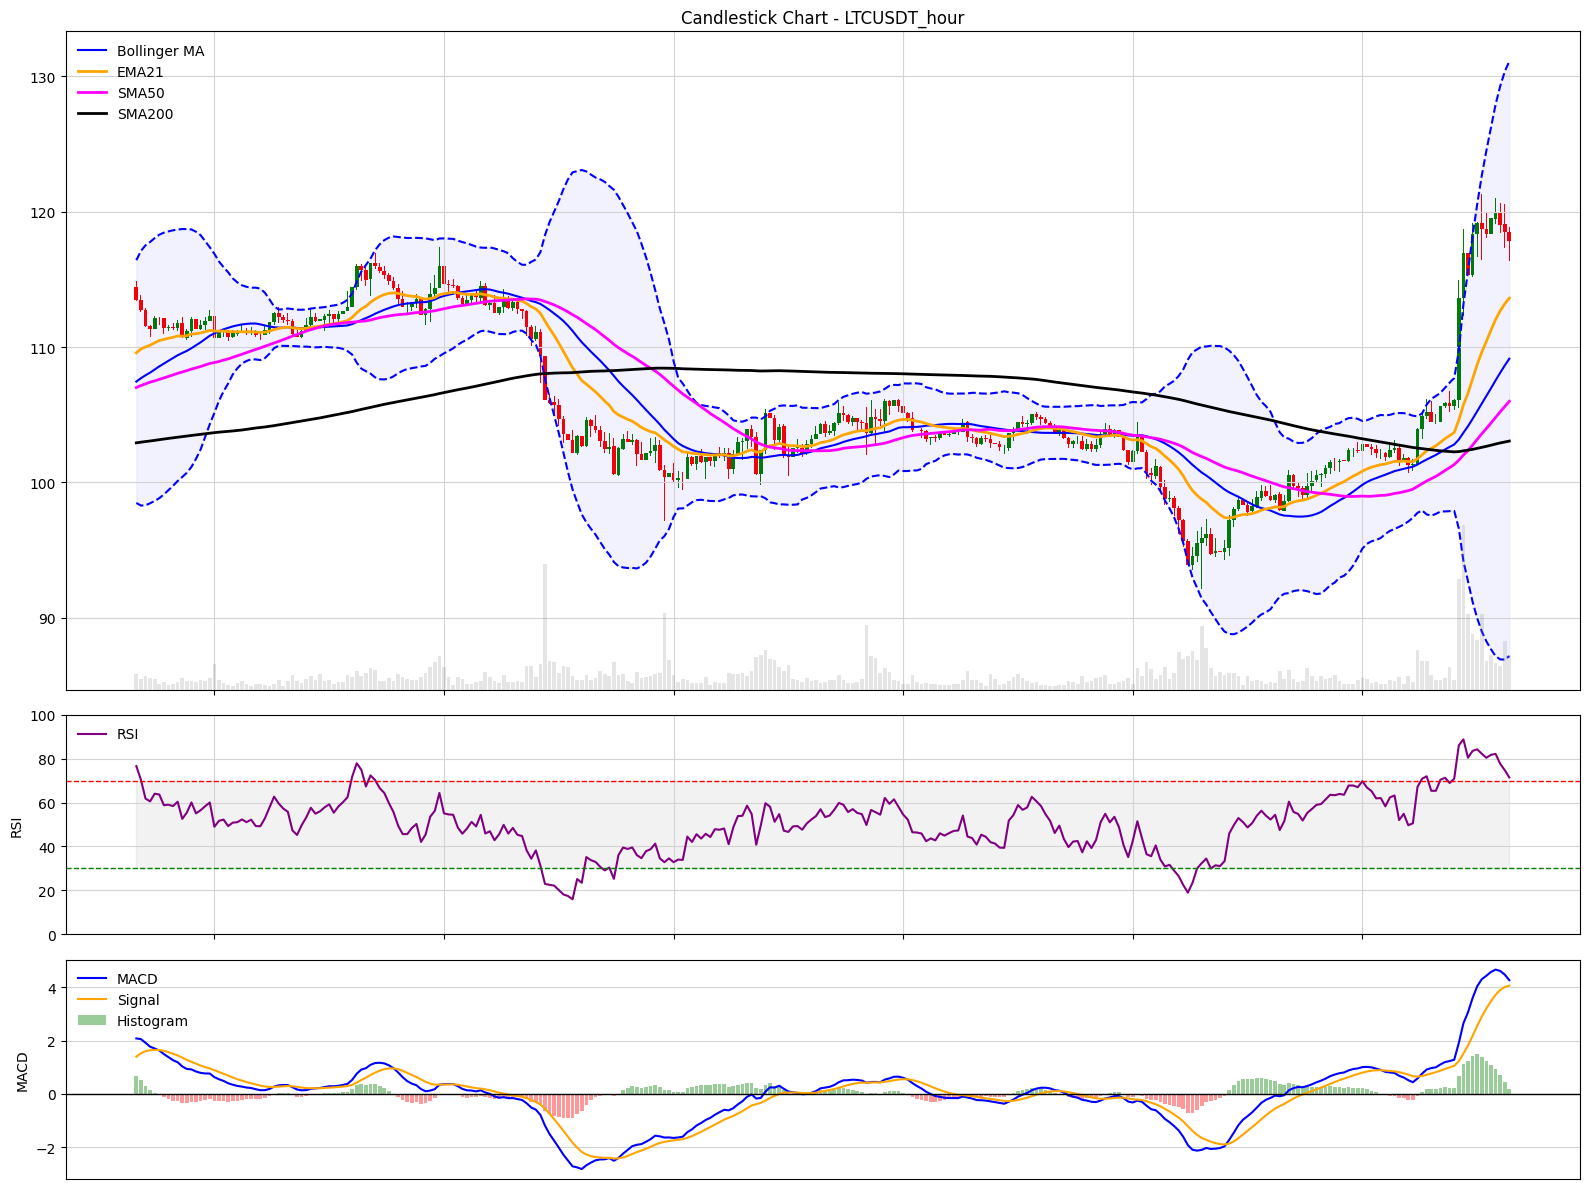 Candlestick Chart - LTCUSDT_hour
Bollinger MA
EMA21
SMA50
SMA200
130
120
110
100
90
RSI
100
80
60
40
20
0
RSI
MACD
Signal
Histogram
4
2
0
−2
MACD